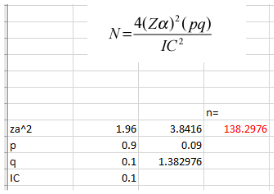 N= 4(Zα)²(pq) / IC²
n=
za^2 1.96 3.8416 138.2976
p 0.9 0.09
q 0.1 1.382976
IC 0.1